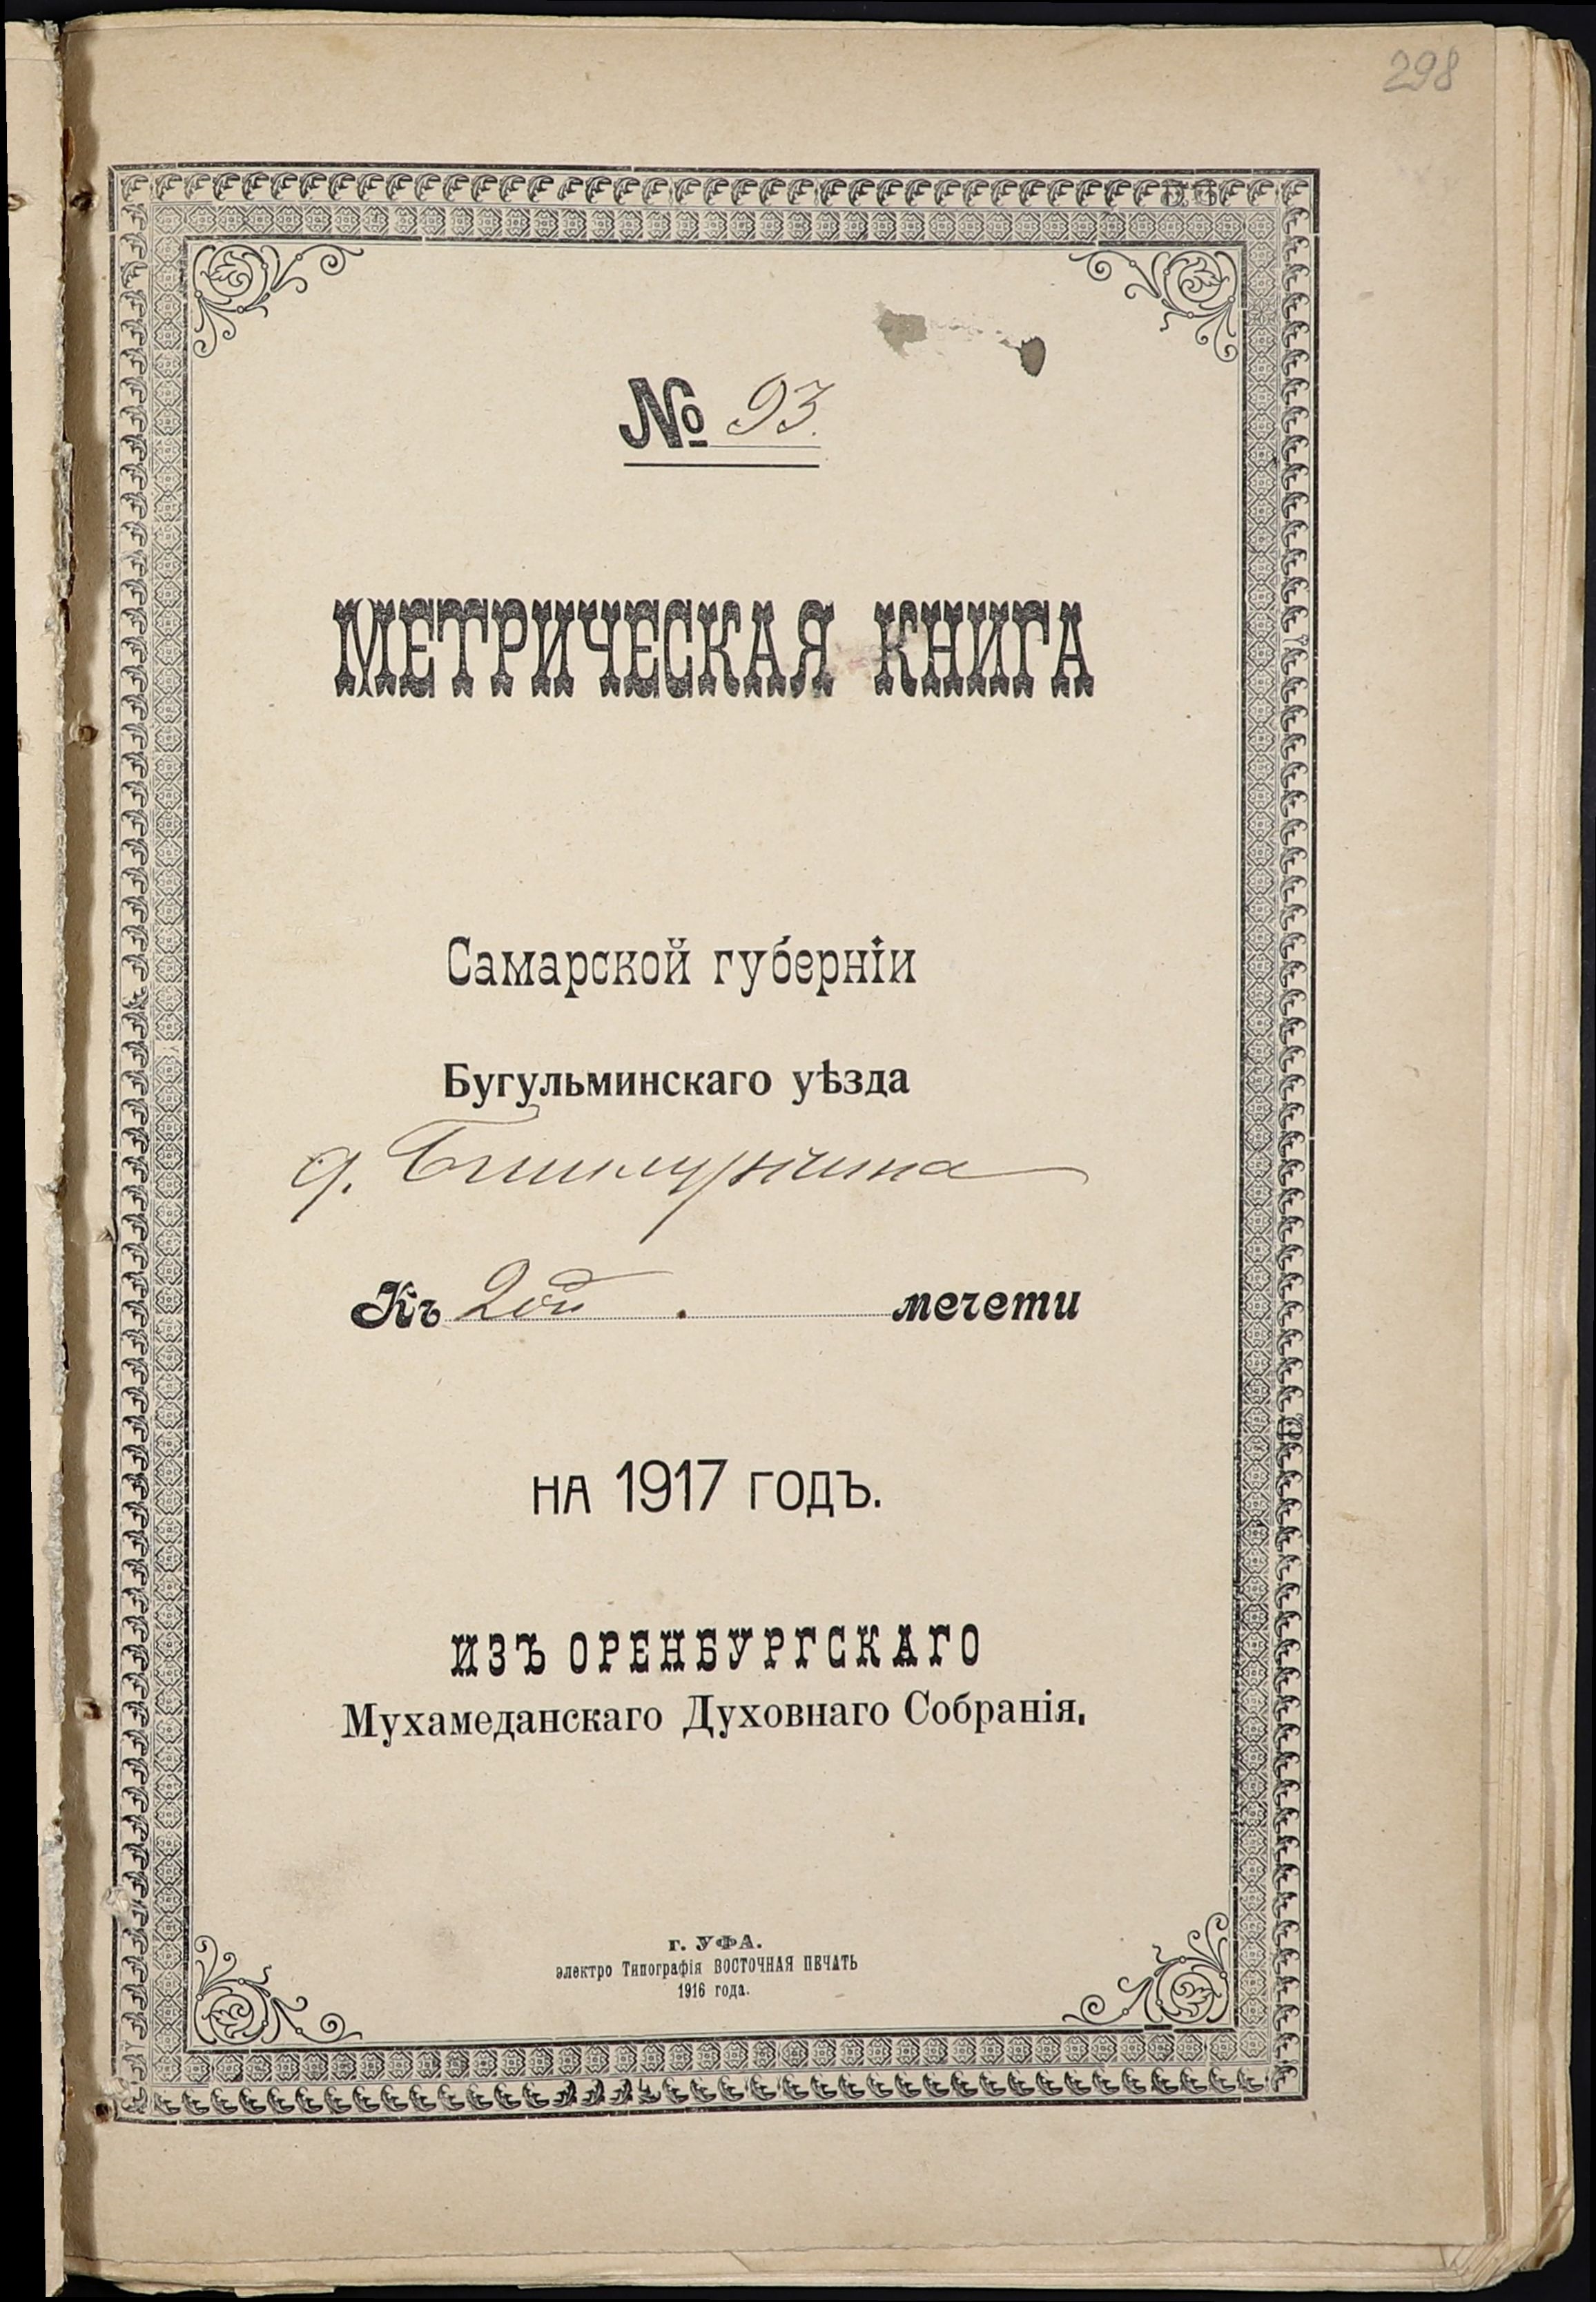 298
№ 93.
МЕТРИЧЕСКАЯ КНИГА
Самарской губерніи
Бугульминскаго уѣзда
д. Бишмунчина
Къ 2ой мечети
на 1917 годъ.
ИЗЪ ОРЕНБУРГСКАГО
Мухамеданскаго Духовнаго Собранія.
г. УФА.
электро Типографія ВОСТОЧНАЯ ПЕЧАТЬ
1916 года.